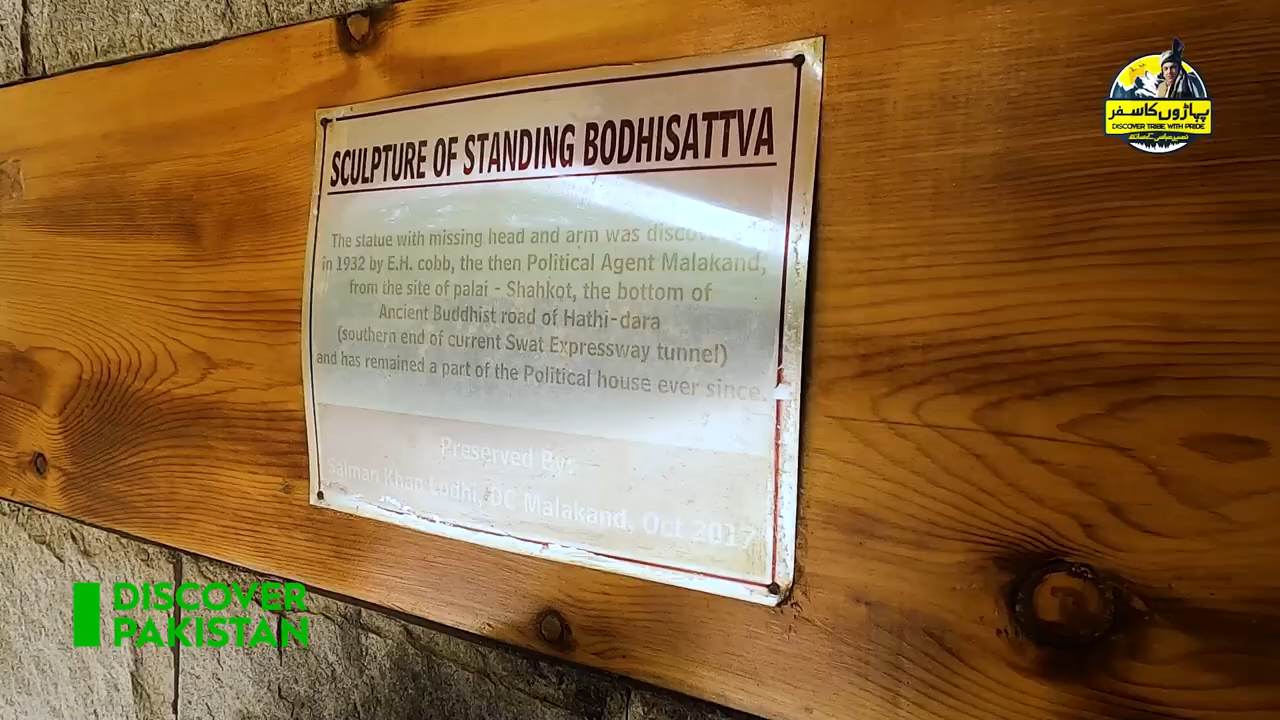 SCULPTURE OF STANDING BODHISATTVA
The statue with missing head and arm was
in 1932 by E.H. cobb, the then Political Agent Malakand,
from the site of palai - Shahkot, the bottom of
Ancient Buddhist road of Hathi-dara
(southern end of current Swat Expressway tunnel)
and has remained a part of the Political house ever since.
Preserved By:
Salman Khan Lodhi, DC Malakand, Oct 2017
پہاڑوں کا سفر
DISCOVER TRIBE WITH PRIDE
DISCOVER
PAKISTAN